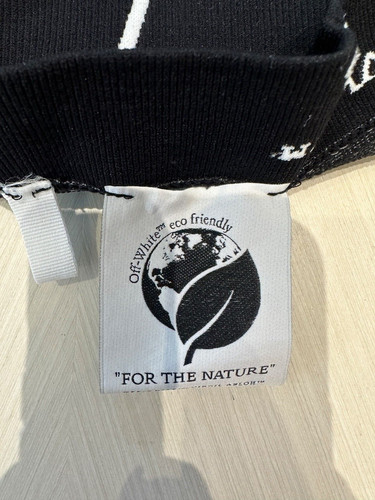 Off-White™ eco friendly
"FOR THE NATURE"